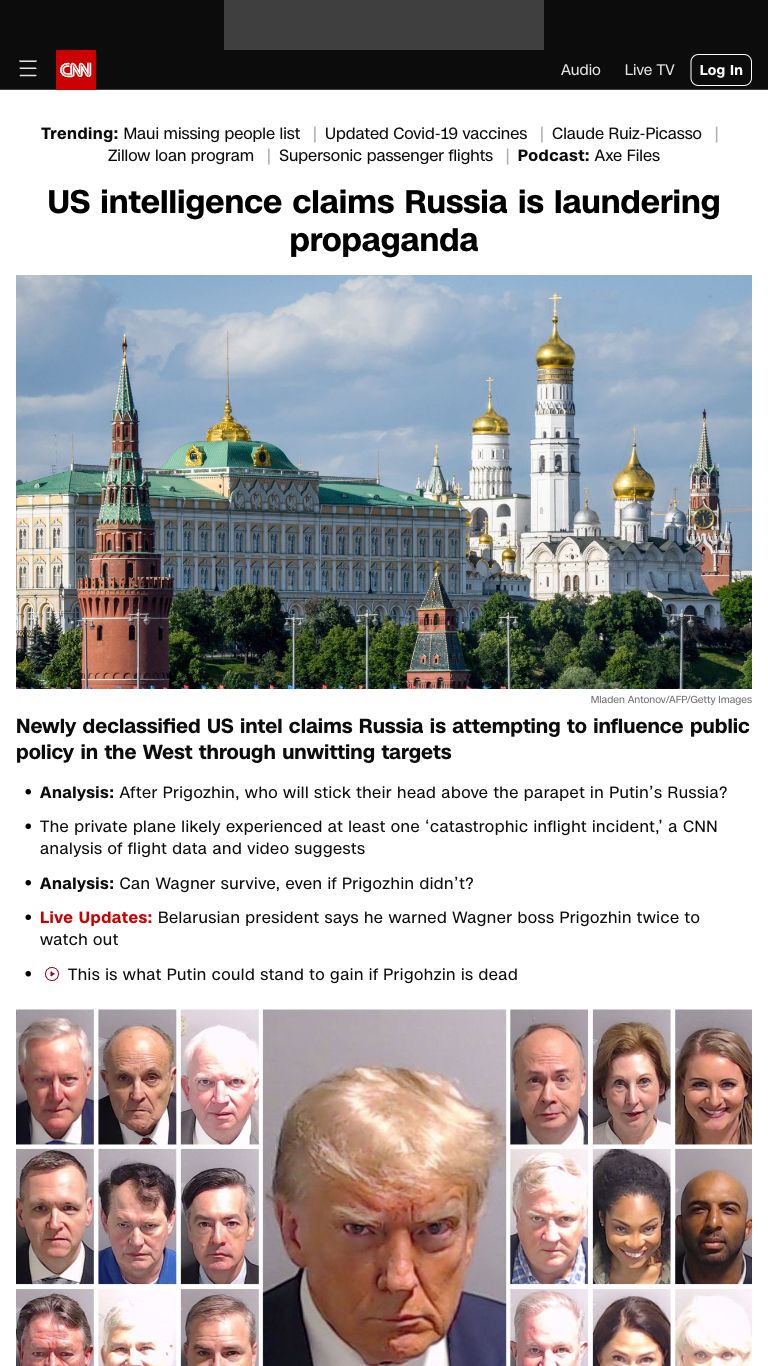 CNN
Audio Live TV Log In
Trending: Maui missing people list | Updated Covid-19 vaccines | Claude Ruiz-Picasso |
Zillow loan program | Supersonic passenger flights | Podcast: Axe Files
US intelligence claims Russia is laundering
propaganda
Mladen Antonov/AFP/Getty Images
Newly declassified US intel claims Russia is attempting to influence public
policy in the West through unwitting targets
• Analysis: After Prigozhin, who will stick their head above the parapet in Putin's Russia?
• The private plane likely experienced at least one ‘catastrophic inflight incident,’ a CNN
analysis of flight data and video suggests
• Analysis: Can Wagner survive, even if Prigozhin didn’t?
• Live Updates: Belarusian president says he warned Wagner boss Prigozhin twice to
watch out
• This is what Putin could stand to gain if Prigohzin is dead